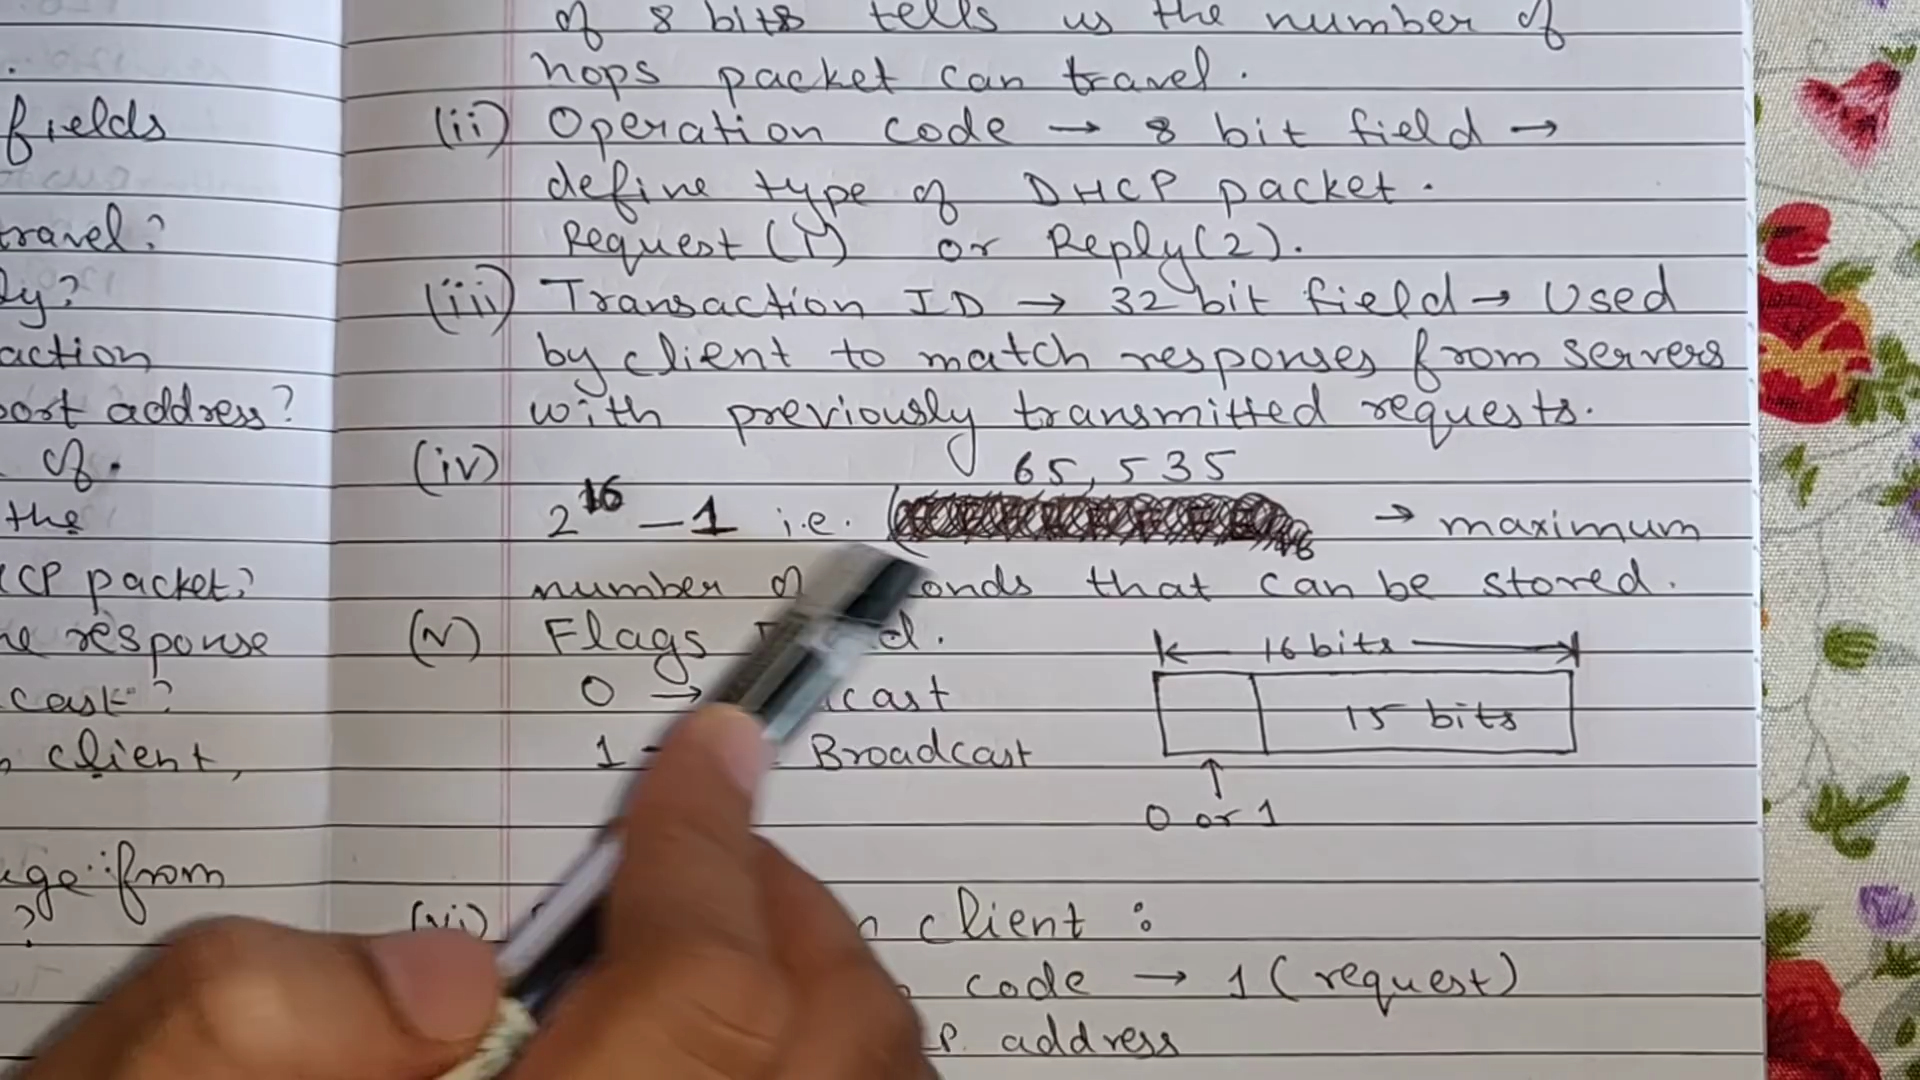 fields
travel?
action
port address?
of
the
CP packet?
response
cast?
client,
from
?
of 8 bits tells us the number of
hops packet can travel.
(ii) Operation code → 8 bit field →
define type of DHCP packet.
Request (1) or Reply (2).
(iii) Transaction ID → 32 bit field → Used
by client to match responses from servers
with previously transmitted requests.
(iv) 65,535
2^16 - 1 i.e. → maximum
number of onds that can be stored.
(v) Flags
0 → cast
1 Broadcast
16 bits
15 bits
0 or 1
(vi) client :
code → 1 (request)
address